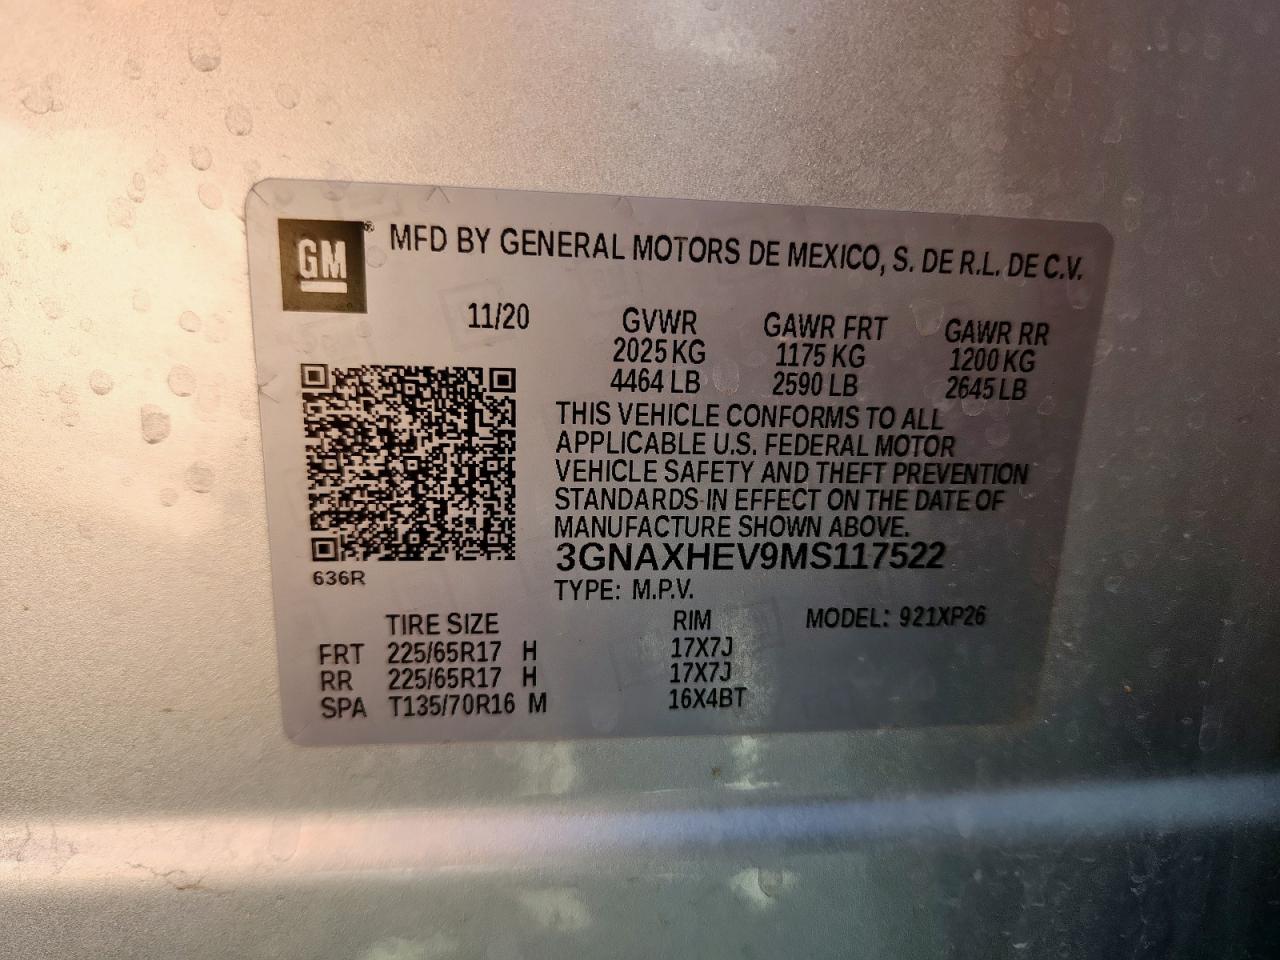 GM® MFD BY GENERAL MOTORS DE MEXICO, S. DE R.L. DE C.V.
11/20 GVWR GAWR FRT GAWR RR
2025 KG 1175 KG 1200 KG
4464 LB 2590 LB 2645 LB
THIS VEHICLE CONFORMS TO ALL
APPLICABLE U.S. FEDERAL MOTOR
VEHICLE SAFETY AND THEFT PREVENTION
STANDARDS IN EFFECT ON THE DATE OF
MANUFACTURE SHOWN ABOVE.
3GNAXHEV9MS117522
636R
TYPE: M.P.V.
TIRE SIZE RIM MODEL: 921XP26
FRT 225/65R17 H 17X7J
RR 225/65R17 H 17X7J
SPA T135/70R16 M 16X4BT